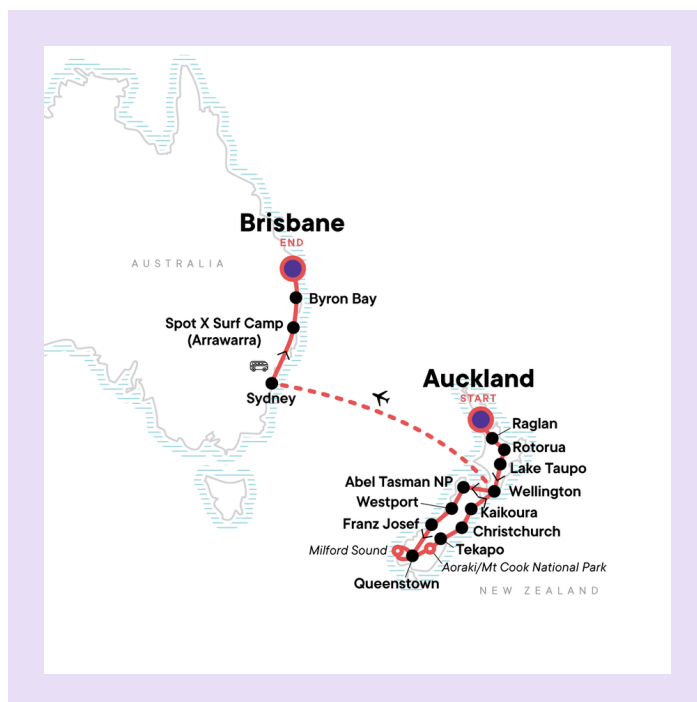 Brisbane
END
AUSTRALIA
Byron Bay
Spot X Surf Camp
(Arrawarra)
Sydney
Auckland
START
Raglan
Rotorua
Lake Taupo
Abel Tasman NP
Wellington
Westport
Kaikoura
Franz Josef
Christchurch
Milford Sound
Tekapo
Aoraki/Mt Cook National Park
Queenstown
NEW ZEALAND